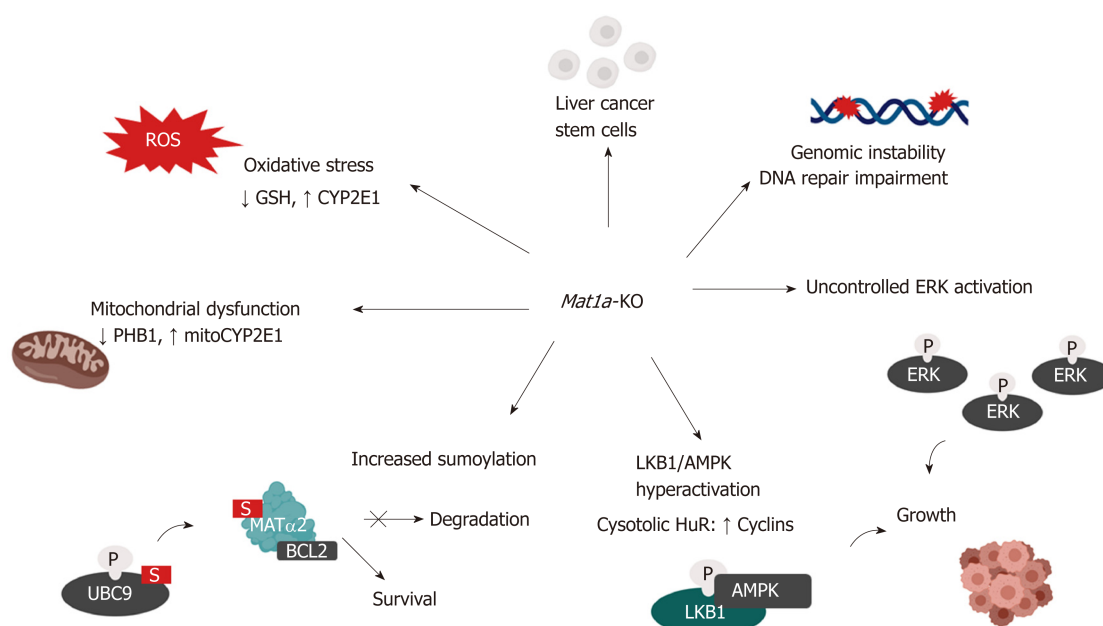 Liver cancer
stem cells
ROS
Oxidative stress
↓ GSH, ↑ CYP2E1
Genomic instability
DNA repair impairment
Mat1a-KO
Uncontrolled ERK activation
Mitochondrial dysfunction
↓ PHB1, ↑ mitoCYP2E1
P
ERK
P
ERK
P
ERK
Increased sumoylation
S
MATα2
BCL2
Degradation
Survival
P
S
UBC9
LKB1/AMPK
hyperactivation
Cysotolic HuR: ↑ Cyclins
P
AMPK
LKB1
Growth